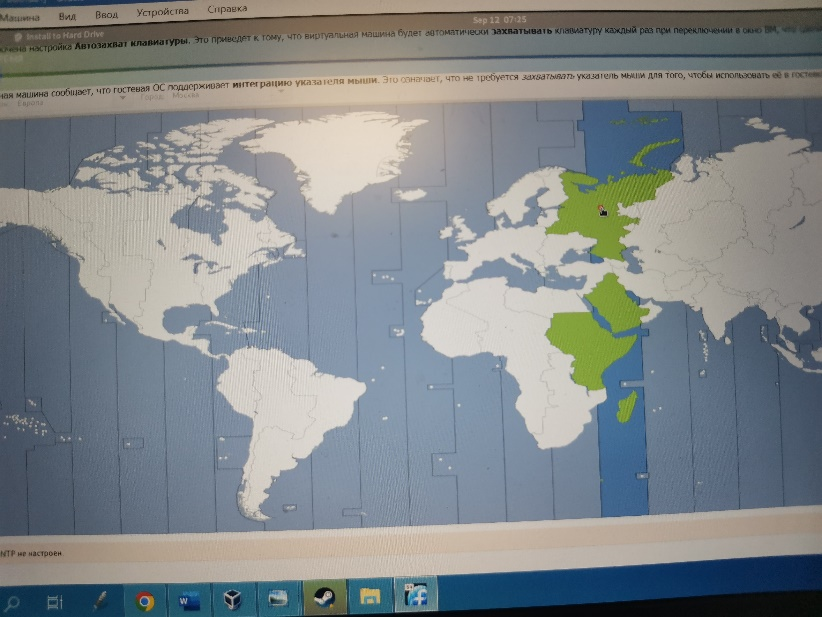 Машина Вид Ввод Устройства Справка
Sep 12 07:25
Install to Hard Drive
настройка Автозахват клавиатуры. Это приведёт к тому, что виртуальная машина будет автоматически захватывать клавиатуру каждый раз при переключении в окно ВМ, что
машина сообщает, что гостевая ОС поддерживает интеграцию указателя мыши. Это означает, что не требуется захватывать указатель мыши для того, чтобы использовать её в
Европа Город Москва
NTP не настроен